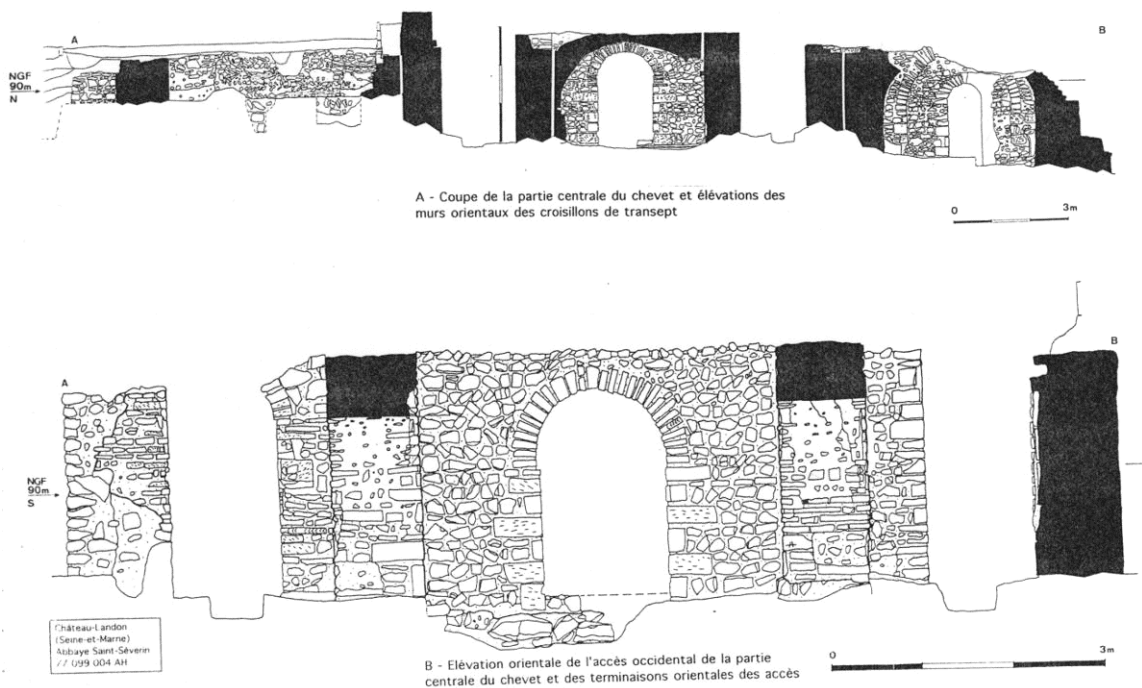 A
B
NGF
90m
N
A - Coupe de la partie centrale du chevet et élévations des
murs orientaux des croisillons de transept
0
3m
A
B
NGF
90m
S
Château-Landon
(Seine-et-Marne)
Abbaye Saint-Séverin
77 099 004 AH
B - Elévation orientale de l'accès occidental de la partie
centrale du chevet et des terminaisons orientales des accès
0
3m